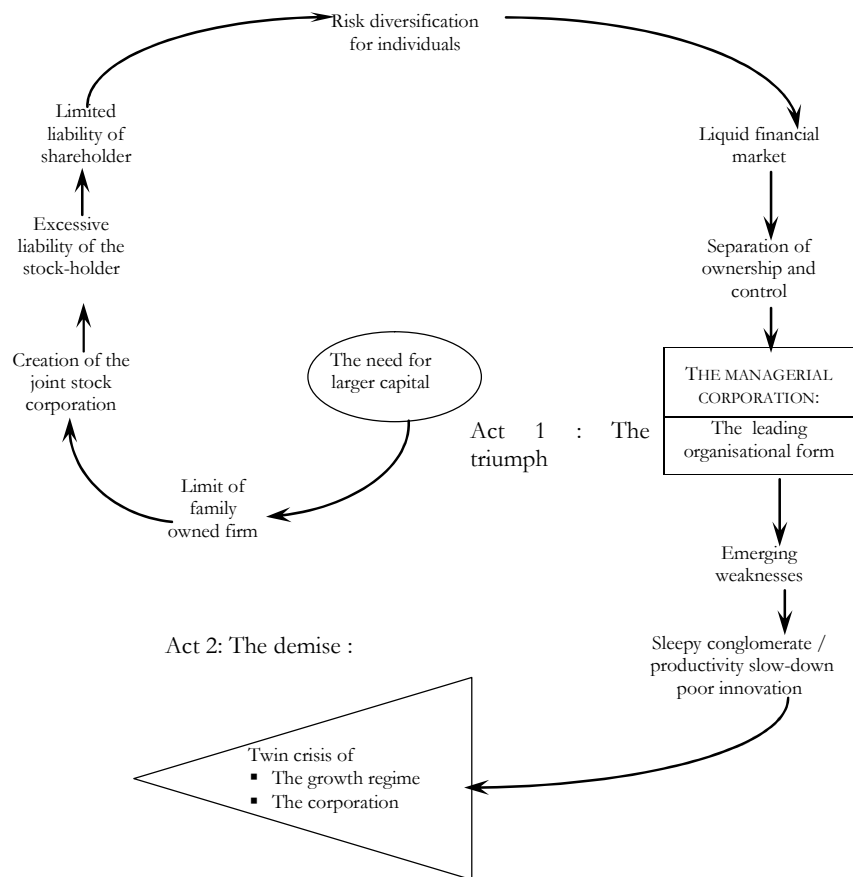 Risk diversification
for individuals
Limited
liability of
shareholder
Liquid financial
market
Excessive
liability of the
stock-holder
Separation of
ownership and
control
Creation of the
joint stock
corporation
The need for
larger capital
THE MANAGERIAL
CORPORATION:
The leading
organisational form
Act 1 : The
triumph
Limit of
family
owned firm
Emerging
weaknesses
Act 2: The demise :
Sleepy conglomerate /
productivity slow-down
poor innovation
Twin crisis of
▪ The growth regime
▪ The corporation